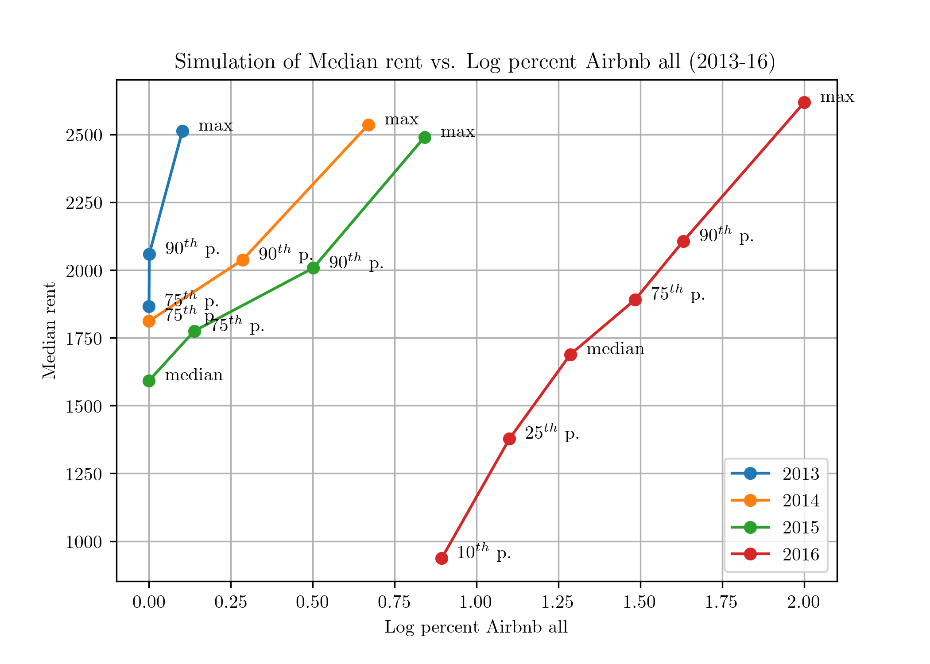 Simulation of Median rent vs. Log percent Airbnb all (2013-16)
max
max
max
max
2500
2250
90th p.
90th p.
90th p.
90th p.
2000
75th p.
75th p.
75th p.
75th p.
1750
median
median
1500
25th p.
1250
10th p.
1000
Median rent
2013
2014
2015
2016
0.00 0.25 0.50 0.75 1.00 1.25 1.50 1.75 2.00
Log percent Airbnb all